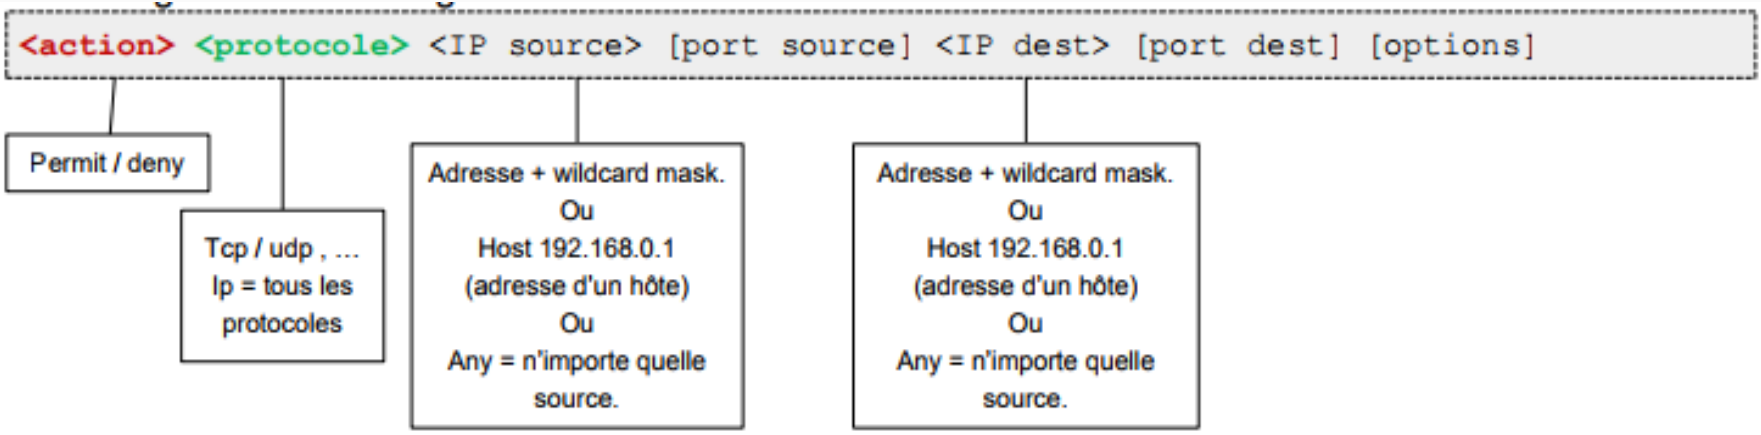 <action> <protocole> <IP source> [port source] <IP dest> [port dest] [options]
Permit / deny
Tcp / udp , ...
Ip = tous les
protocoles
Adresse + wildcard mask.
Ou
Host 192.168.0.1
(adresse d'un hôte)
Ou
Any = n'importe quelle
source.
Adresse + wildcard mask.
Ou
Host 192.168.0.1
(adresse d'un hôte)
Ou
Any = n'importe quelle
source.